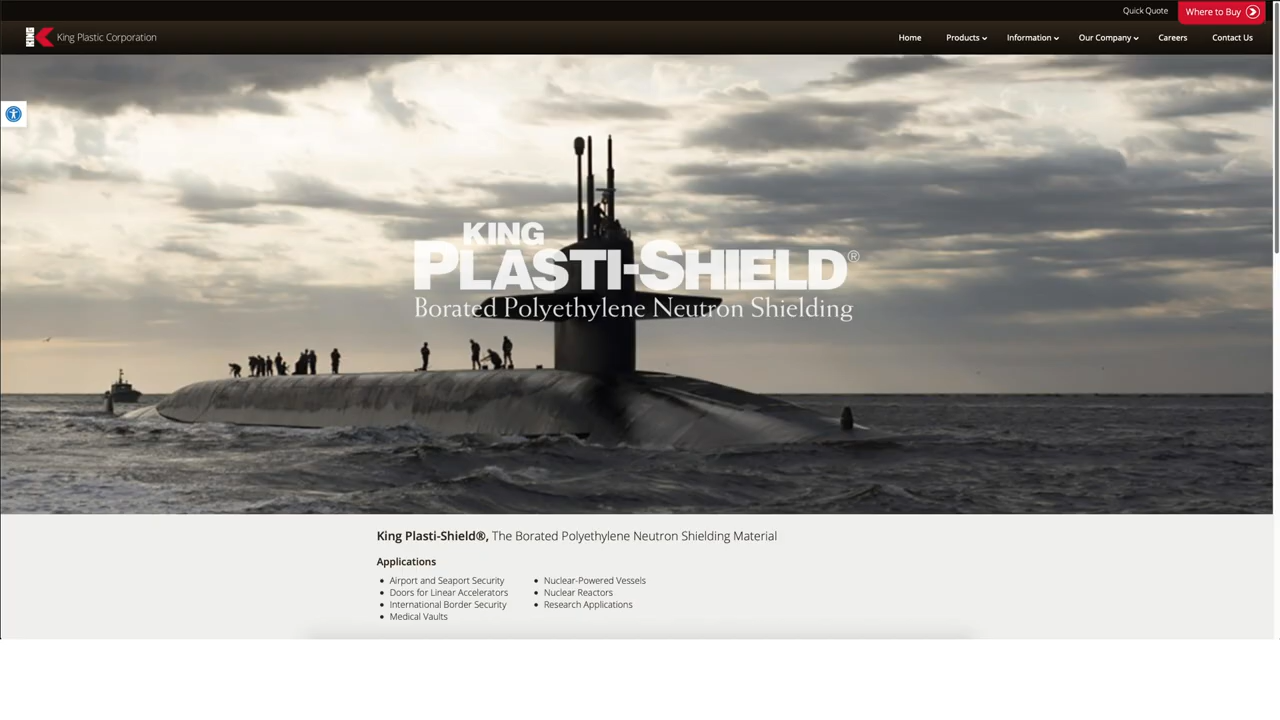 Quick Quote
Where to Buy
KING
King Plastic Corporation
Home
Products
Information
Our Company
Careers
Contact Us
KING
PLASTI-SHIELD®
Borated Polyethylene Neutron Shielding
King Plasti-Shield®, The Borated Polyethylene Neutron Shielding Material
Applications
Airport and Seaport Security
Doors for Linear Accelerators
International Border Security
Medical Vaults
Nuclear-Powered Vessels
Nuclear Reactors
Research Applications